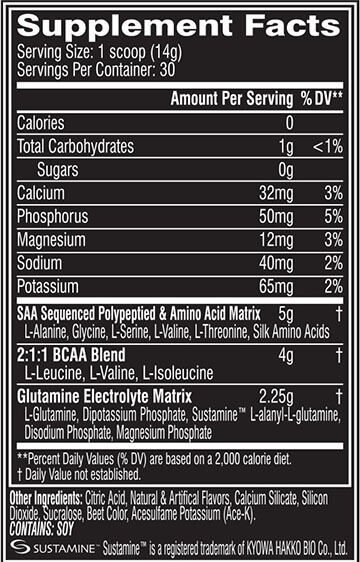 Supplement Facts
Serving Size: 1 scoop (14g)
Servings Per Container: 30
Amount Per Serving % DV**
Calories 0
Total Carbohydrates 1g <1%
Sugars 0g
Calcium 32mg 3%
Phosphorus 50mg 5%
Magnesium 12mg 3%
Sodium 40mg 2%
Potassium 65mg 2%
SAA Sequenced Polypeptied & Amino Acid Matrix 5g †
L-Alanine, Glycine, L-Serine, L-Valine, L-Threonine, Silk Amino Acids
2:1:1 BCAA Blend 4g †
L-Leucine, L-Valine, L-Isoleucine
Glutamine Electrolyte Matrix 2.25g †
L-Glutamine, Dipotassium Phosphate, Sustamine™ L-alanyl-L-glutamine,
Disodium Phosphate, Magnesium Phosphate
**Percent Daily Values (% DV) are based on a 2,000 calorie diet.
† Daily Value not established.
Other Ingredients: Citric Acid, Natural & Artifical Flavors, Calcium Silicate, Silicon
Dioxide, Sucralose, Beet Color, Acesulfame Potassium (Ace-K).
CONTAINS: SOY
SUSTAMINE™ Sustamine™ is a registered trademark of KYOWA HAKKO BIO Co., Ltd.